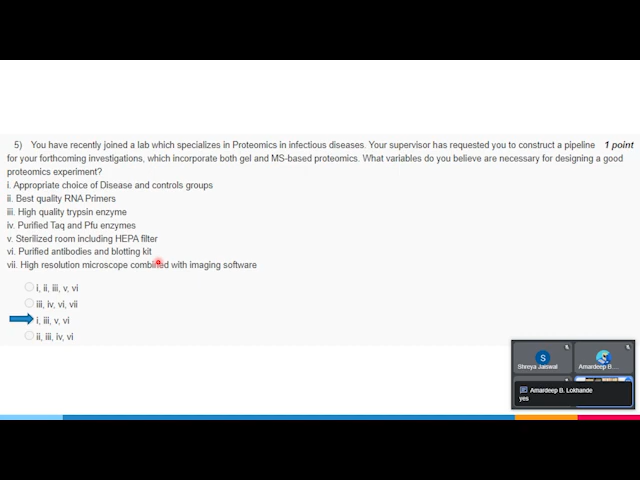 5) You have recently joined a lab which specializes in Proteomics in infectious diseases. Your supervisor has requested you to construct a pipeline 1 point
for your forthcoming investigations, which incorporate both gel and MS-based proteomics. What variables do you believe are necessary for designing a good
proteomics experiment?
i. Appropriate choice of Disease and controls groups
ii. Best quality RNA Primers
iii. High quality trypsin enzyme
iv. Purified Taq and Pfu enzymes
v. Sterilized room including HEPA filter
vi. Purified antibodies and blotting kit
vii. High resolution microscope combined with imaging software
i, ii, iii, v, vi
iii, iv, vi, vii
i, iii, v, vi
ii, iii, iv, vi
S
Shreya Jaiswal
Amardeep B....
Amardeep B. Lokhande
yes